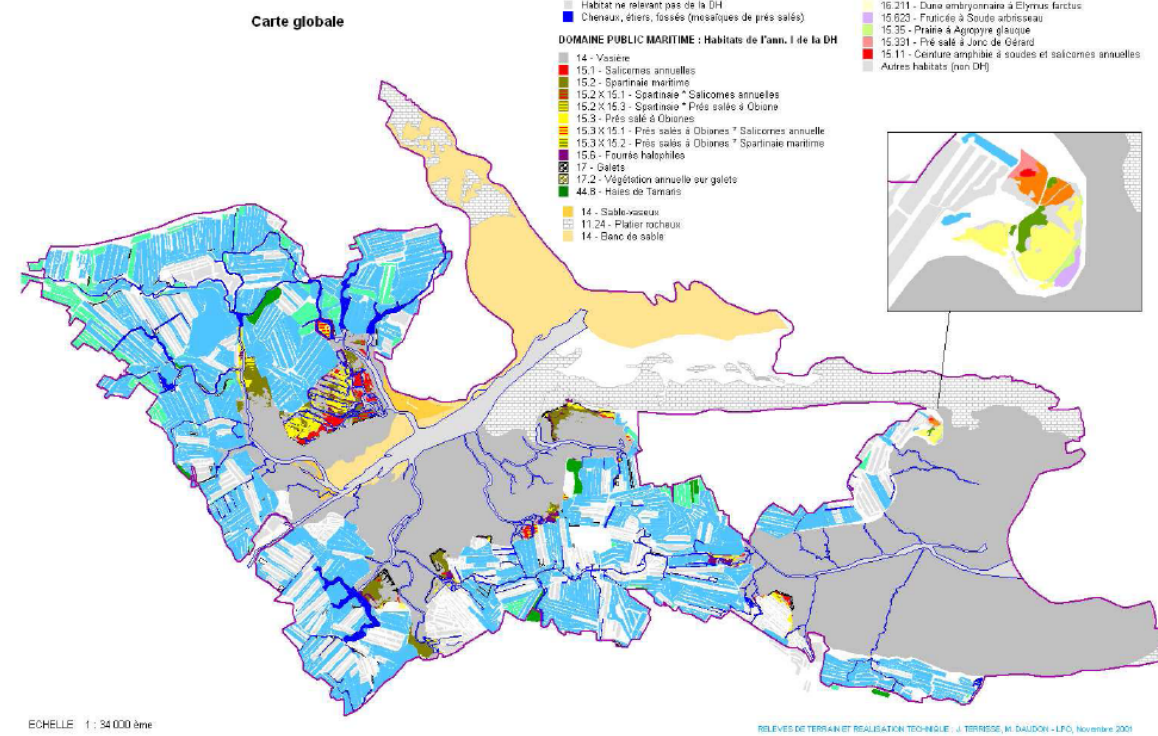 Carte globale
Habitat ne relevant pas de la DH
Chenaux, étiers, fossés (mosaïques de prés salés)
DOMAINE PUBLIC MARITIME : Habitats de l'ann. I de la DH
14 - Vasière
15.1 - Salicornes annuelles
15.2 - Spartinaie maritime
15.2 X 15.1 - Spartinaie * Salicornes annuelles
15.2 X 15.3 - Spartinaie * Prés salés à Obione
15.3 - Prés salé à Obiones
15.3 X 15.1 - Prés salés à Obiones * Salicornes annuelle
15.3 X 15.2 - Prés salés à Obiones * Spartinaie maritime
15.6 - Fourrés halophiles
17 - Galets
17.2 - Végétation annuelle sur galets
44.8 - Haies de Tamaris
14 - Sablo-vaseux
11.24 - Platier rocheux
14 - Banc de sable
16.211 - Dune embryonnaire à Elymus farctus
15.623 - Fruticée à Soude arbrisseau
15.35 - Prairie à Agropyre glauque
15.331 - Pré salé à Jonc de Gérard
15.11 - Ceinture amphibie à soudes et salicornes annuelles
Autres habitats (non DH)
ECHELLE 1 : 34 000 ème
RELEVES DE TERRAIN ET REALISATION TECHNIQUE : J. TERRISSE, M. DAUDON - LPO, Novembre 2001